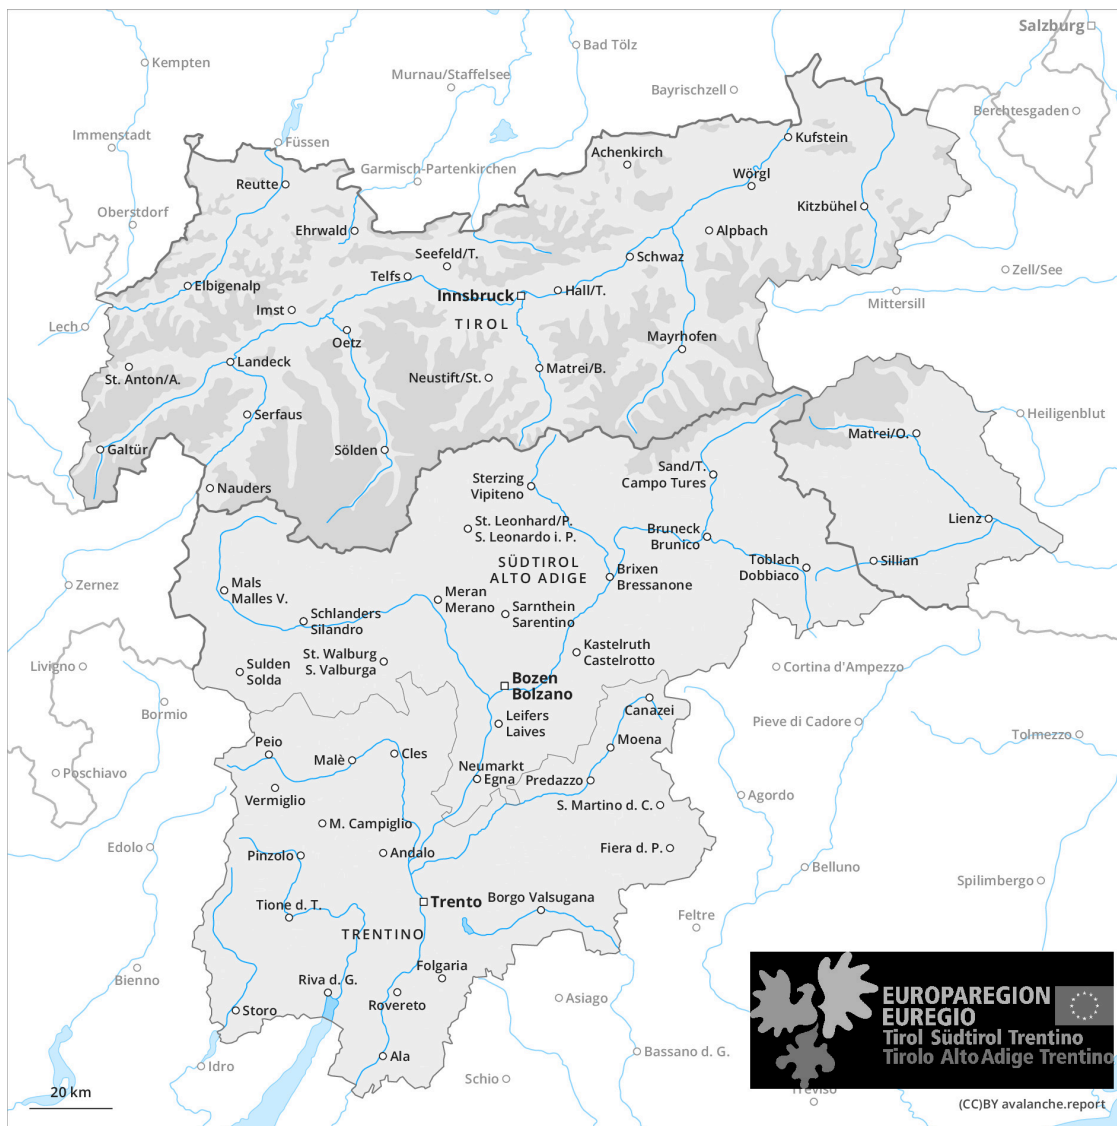 Salzburg
Bad Tölz
Kempten
Murnau/Staffelsee
Bayrischzell
Berchtesgaden
Immenstadt
Füssen
Kufstein
Achenkirch
Garmisch-Partenkirchen
Wörgl
Reutte
Kitzbühel
Oberstdorf
Ehrwald
Alpbach
Seefeld/T.
Schwaz
Zell/See
Telfs
Elbigenalp
Hall/T.
Innsbruck
Mittersill
Imst
TIROL
Lech
Oetz
Mayrhofen
Landeck
Matrei/B.
St. Anton/A.
Neustift/St.
Serfaus
Heiligenblut
Matrei/O.
Galtür
Sölden
Sand/T.
Campo Tures
Sterzing
Vipiteno
Nauders
Lienz
St. Leonhard/P.
S. Leonardo i. P.
Bruneck
Brunico
SÜDTIROL
ALTO ADIGE
Toblach
Dobbiaco
Sillian
Brixen
Bressanone
Zernez
Mals
Malles V.
Meran
Merano
Schlanders
Silandro
Sarnthein
Sarentino
Kastelruth
Castelrotto
St. Walburg
S. Valburga
Livigno
Sulden
Solda
Cortina d'Ampezzo
Bozen
Bolzano
Canazei
Bormio
Leifers
Laives
Pieve di Cadore
Tolmezzo
Peio
Moena
Cles
Malè
Poschiavo
Neumarkt
Egna
Predazzo
Vermiglio
Agordo
S. Martino d. C.
M. Campiglio
Edolo
Fiera d. P.
Pinzolo
Andalo
Belluno
Spilimbergo
Trento
Borgo Valsugana
Tione d. T.
Feltre
TRENTINO
Bienno
Folgaria
Riva d. G.
Rovereto
Asiago
Storo
EUROPAREGION
EUREGIO
Tirol Südtirol Trentino
Tirolo Alto Adige Trentino
Bassano d. G.
Ala
Idro
Schio
Treviso
20 km
(CC)BY avalanche.report